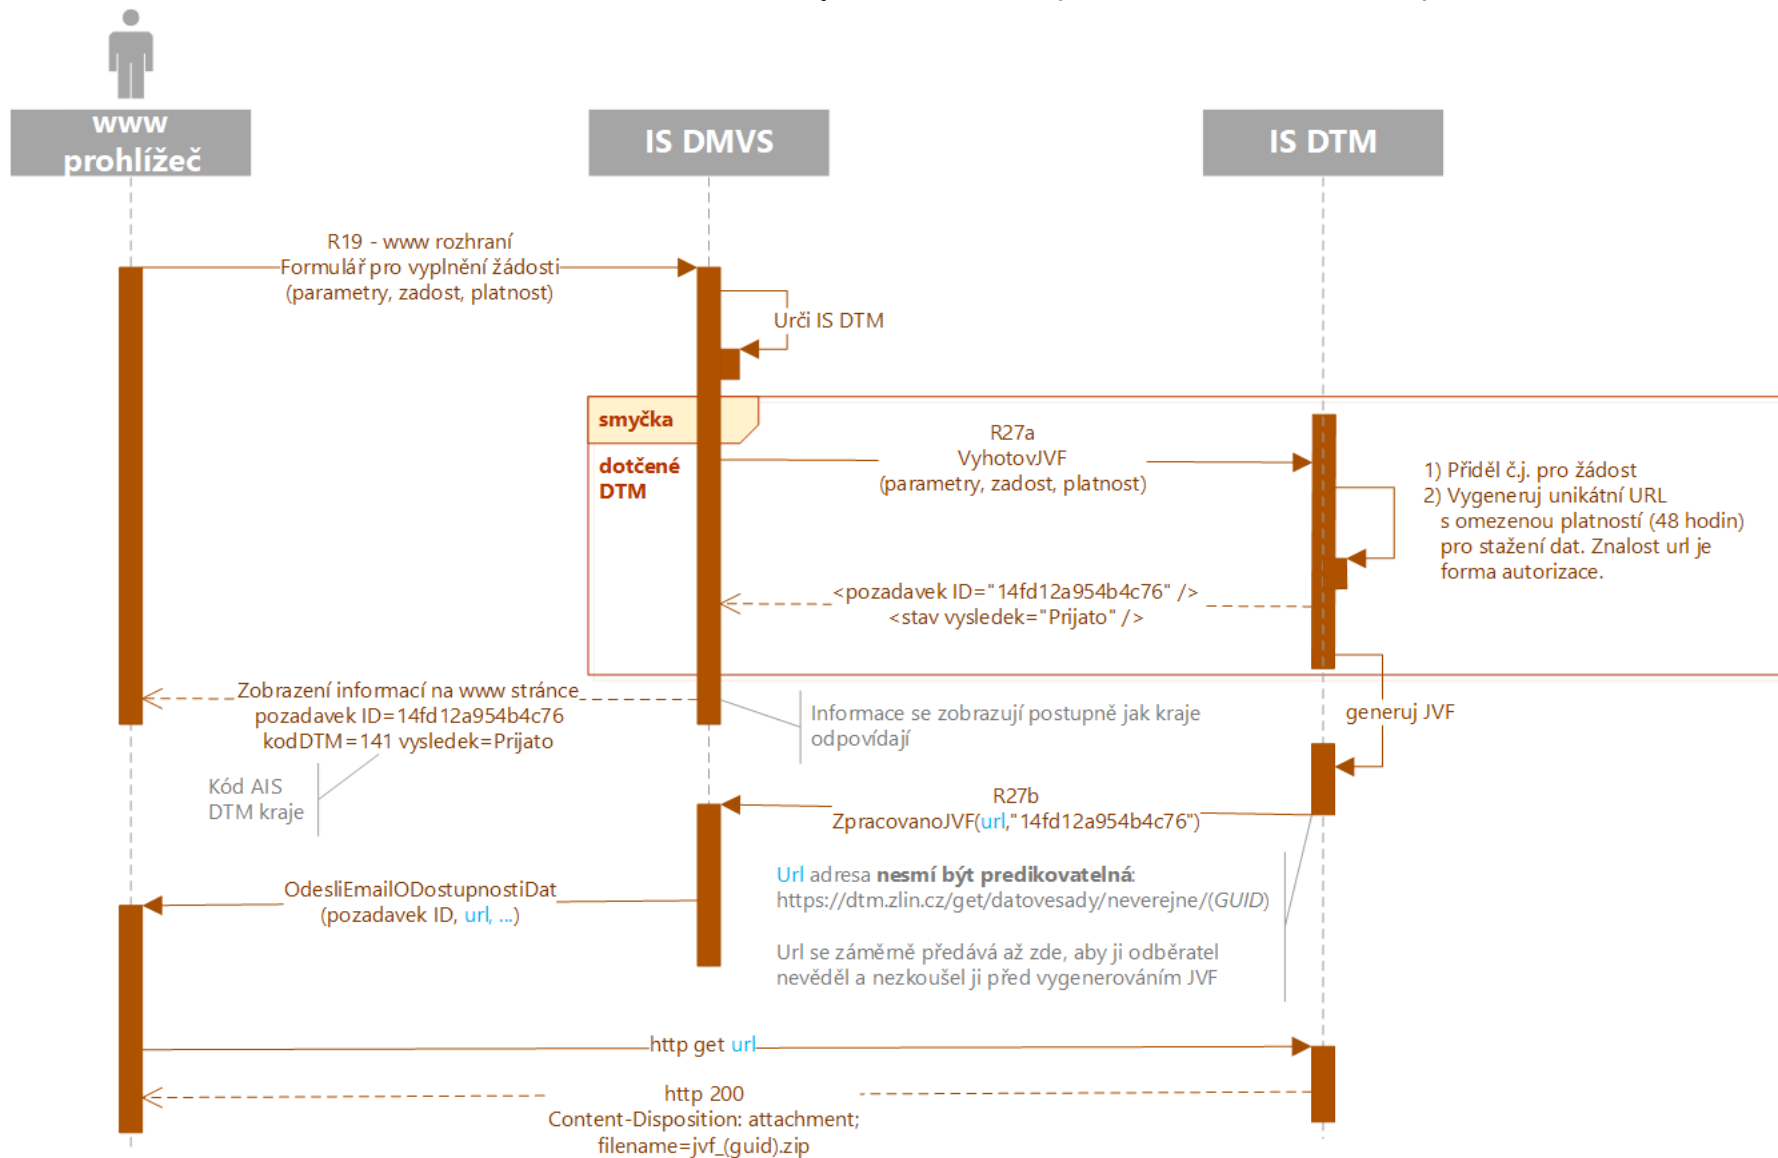 www
prohlížeč
IS DMVS
IS DTM
R19 - www rozhraní
Formulář pro vyplnění žádosti
(parametry, zadost, platnost)
Urči IS DTM
smyčka
dotčené
DTM
R27a
VyhotovJVF
(parametry, zadost, platnost)
1) Přiděl č.j. pro žádost
2) Vygeneruj unikátní URL
s omezenou platností (48 hodin)
pro stažení dat. Znalost url je
forma autorizace.
<pozadavek ID="14fd12a954b4c76" />
<stav vysledek="Prijato" />
Zobrazení informací na www stránce
pozadavek ID=14fd12a954b4c76
kodDTM=141 vysledek=Prijato
Informace se zobrazují postupně jak kraje
odpovídají
generuj JVF
Kód AIS
DTM kraje
R27b
ZpracovanoJVF(url,"14fd12a954b4c76")
Url adresa nesmí být predikovatelná:
https://dtm.zlin.cz/get/datovesady/neverejne/(GUID)
Url se záměrně předává až zde, aby ji odběratel
nevěděl a nezkoušel ji před vygenerováním JVF
OdesliEmailODostupnostiDat
(pozadavek ID, url, ...)
http get url
http 200
Content-Disposition: attachment;
filename=jvf_(guid).zip